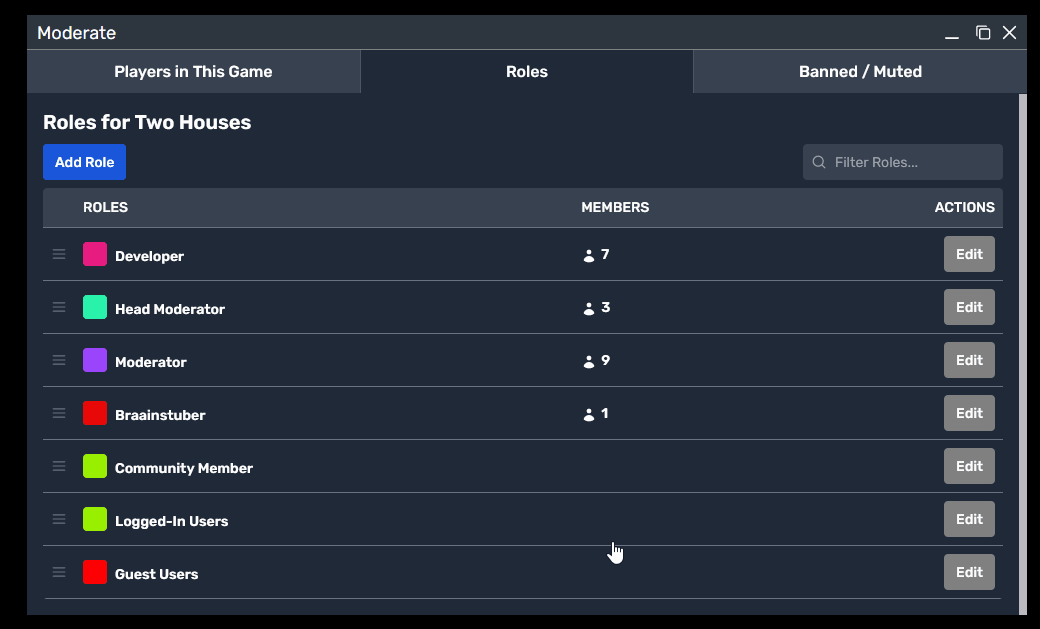 Moderate
Players in This Game Roles Banned / Muted
Roles for Two Houses
Add Role Filter Roles...
ROLES MEMBERS ACTIONS
Developer 7 Edit
Head Moderator 3 Edit
Moderator 9 Edit
Braainstuber 1 Edit
Community Member Edit
Logged-In Users Edit
Guest Users Edit